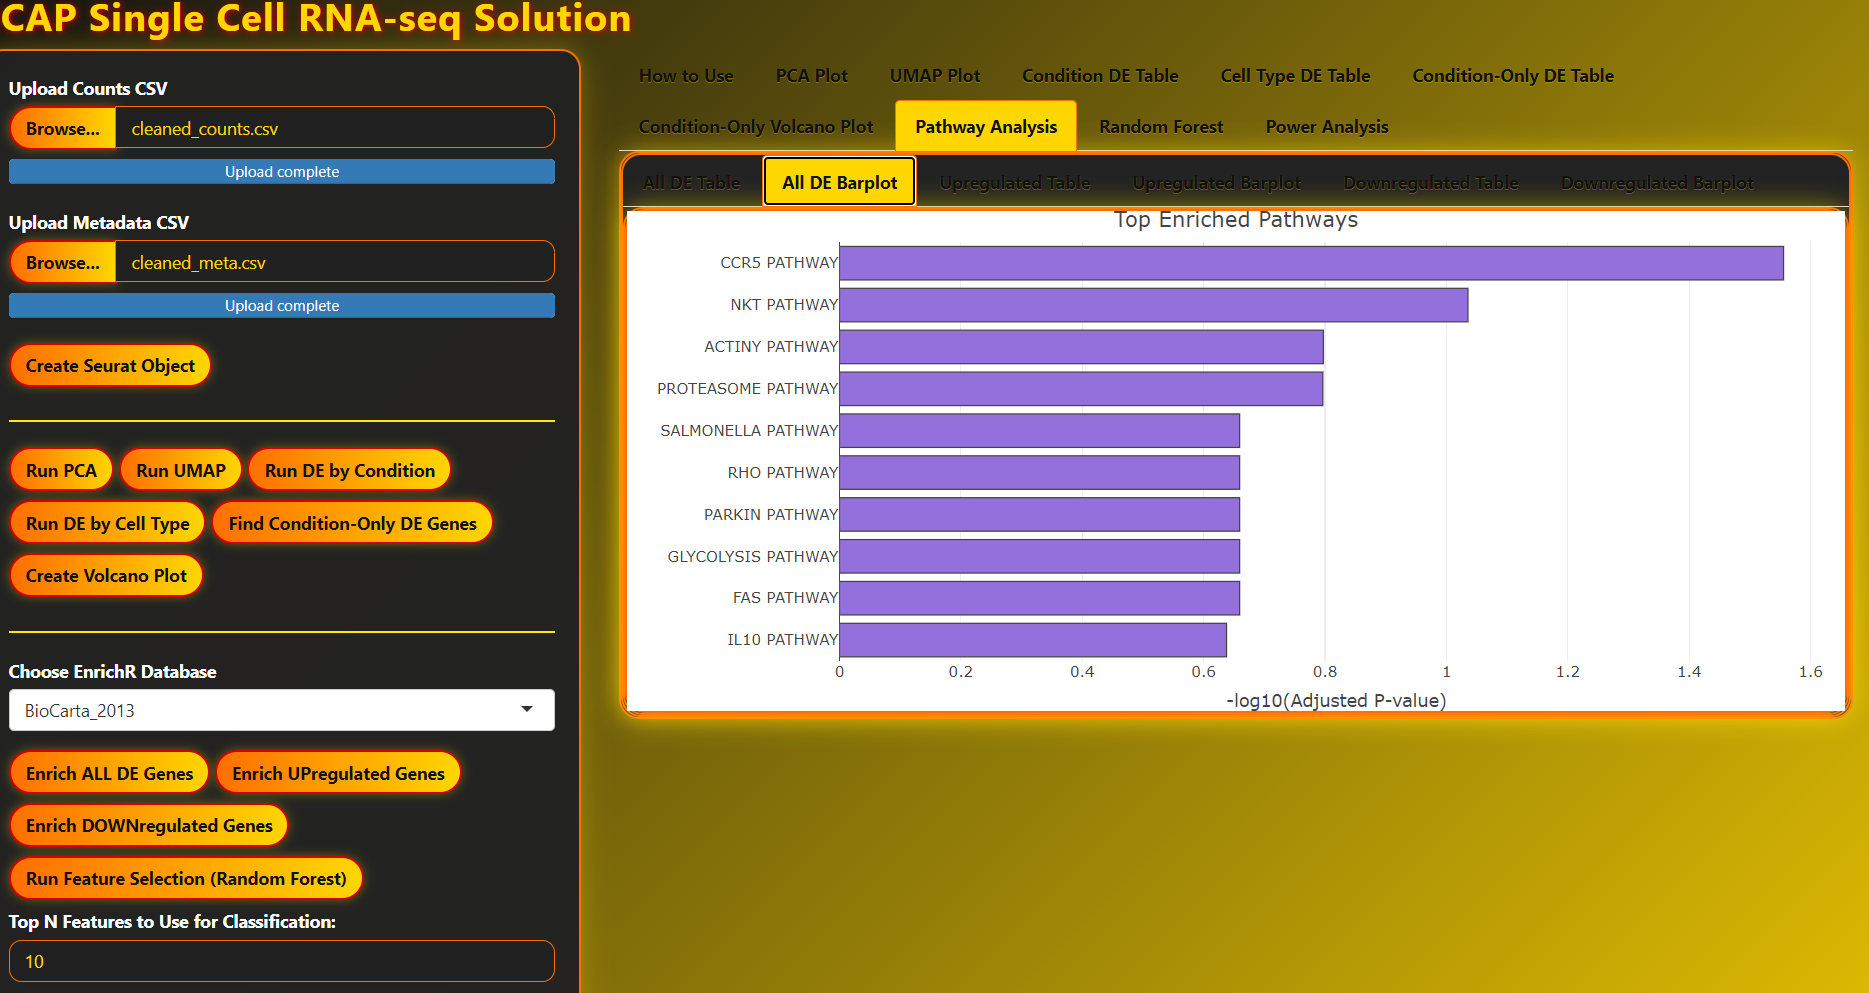 CAP Single Cell RNA-seq Solution
Upload Counts CSV
Browse... cleaned_counts.csv
Upload complete
Upload Metadata CSV
Browse... cleaned_meta.csv
Upload complete
Create Seurat Object
Run PCA Run UMAP Run DE by Condition
Run DE by Cell Type Find Condition-Only DE Genes
Create Volcano Plot
Choose EnrichR Database
BioCarta_2013
Enrich ALL DE Genes Enrich UPregulated Genes
Enrich DOWNregulated Genes
Run Feature Selection (Random Forest)
Top N Features to Use for Classification:
10
How to Use PCA Plot UMAP Plot Condition DE Table Cell Type DE Table Condition-Only DE Table
Condition-Only Volcano Plot Pathway Analysis Random Forest Power Analysis
All DE Table All DE Barplot Upregulated Table Upregulated Barplot Downregulated Table Downregulated Barplot
Top Enriched Pathways
CCR5 PATHWAY
NKT PATHWAY
ACTINY PATHWAY
PROTEASOME PATHWAY
SALMONELLA PATHWAY
RHO PATHWAY
PARKIN PATHWAY
GLYCOLYSIS PATHWAY
FAS PATHWAY
IL10 PATHWAY
0 0.2 0.4 0.6 0.8 1 1.2 1.4 1.6
-log10(Adjusted P-value)